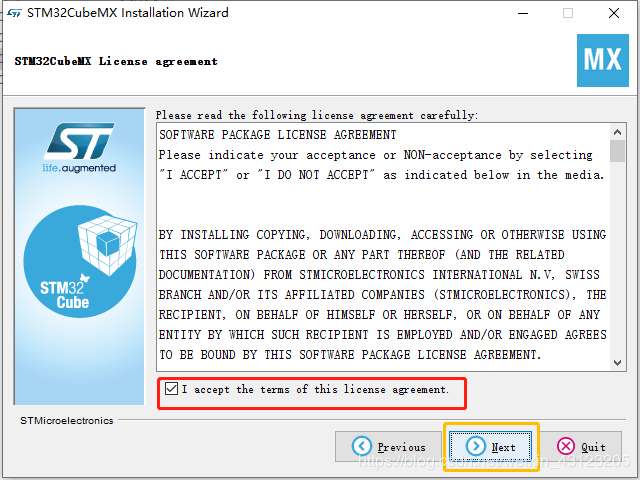 STM32CubeMX Installation Wizard
STM32CubeMX License agreement
MX
Please read the following license agreement carefully:
ST
life.augmented
STM32
Cube
SOFTWARE PACKAGE LICENSE AGREEMENT
Please indicate your acceptance or NON-acceptance by selecting
"I ACCEPT" or "I DO NOT ACCEPT" as indicated below in the media.
BY INSTALLING COPYING, DOWNLOADING, ACCESSING OR OTHERWISE USING
THIS SOFTWARE PACKAGE OR ANY PART THEREOF (AND THE RELATED
DOCUMENTATION) FROM STMICROELECTRONICS INTERNATIONAL N.V, SWISS
BRANCH AND/OR ITS AFFILIATED COMPANIES (STMICROELECTRONICS), THE
RECIPIENT, ON BEHALF OF HIMSELF OR HERSELF, OR ON BEHALF OF ANY
ENTITY BY WHICH SUCH RECIPIENT IS EMPLOYED AND/OR ENGAGED AGREES
TO BE BOUND BY THIS SOFTWARE PACKAGE LICENSE AGREEMENT.
I accept the terms of this license agreement.
STMicroelectronics
Previous
Next
Quit